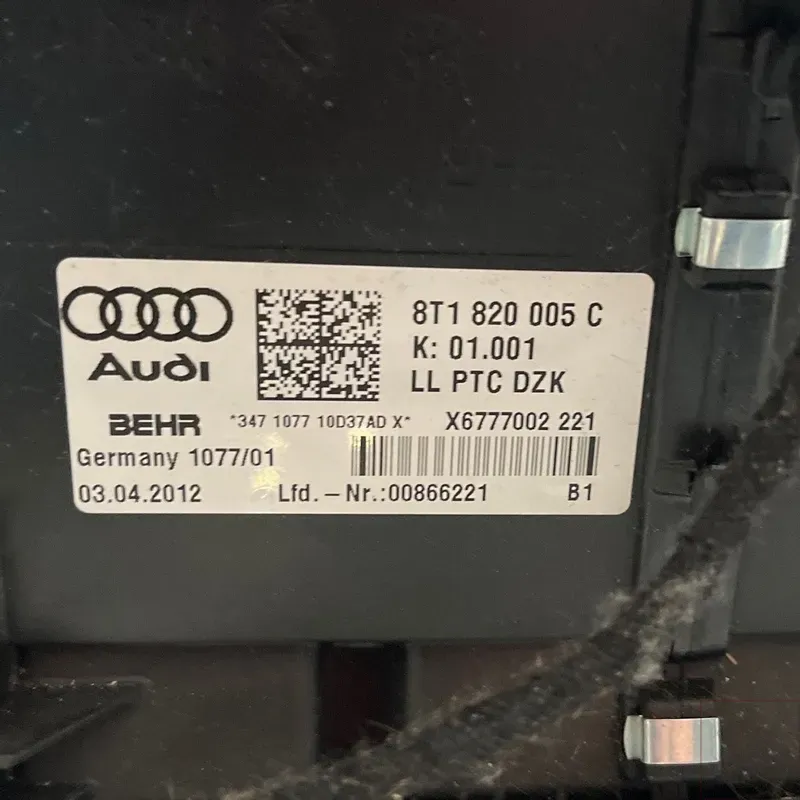 Audi
8T1 820 005 C
K: 01.001
LL PTC DZK
BEHR *347 1077 10D37AD X* X6777002 221
Germany 1077/01
03.04.2012 Lfd.-Nr.:00866221 B1